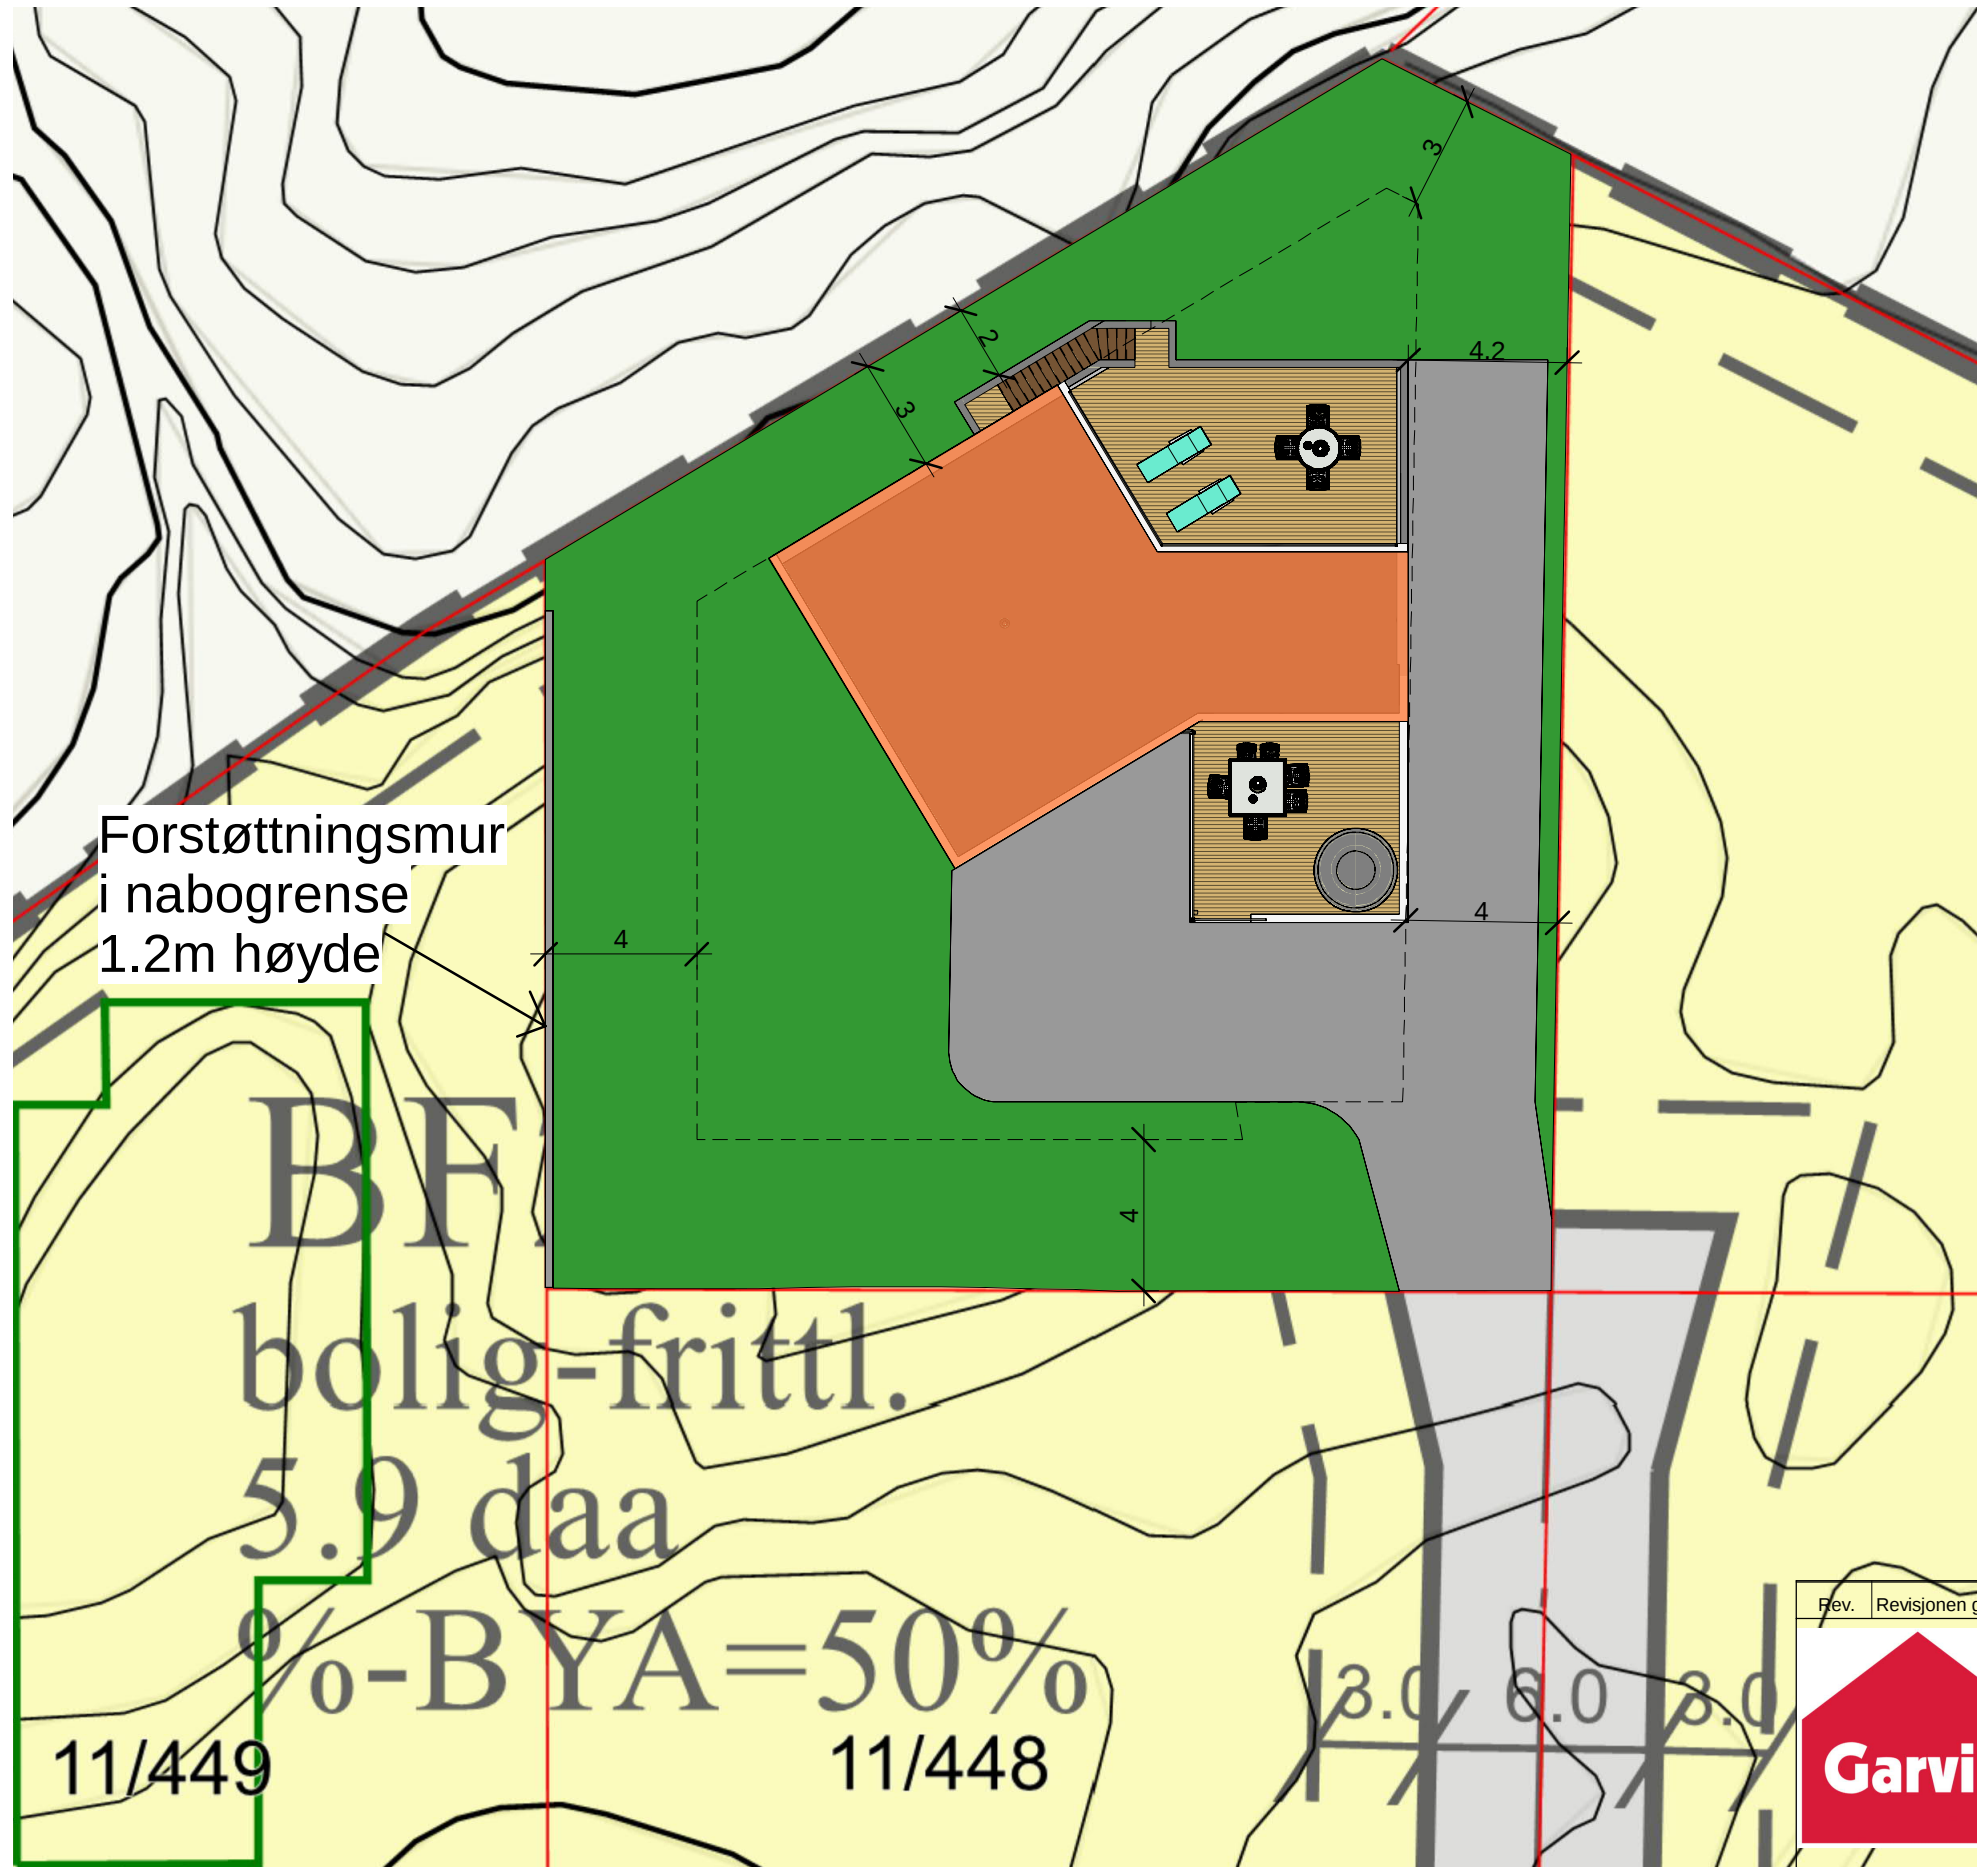 3
2
4.2
3
Forstøttningsmur
i nabogrense
1.2m høyde
4
4
4
bolig-frittl.
5.9 daa
%-BYA=50%
Rev.
Revisjonen
3.0
6.0
3.0
11/449
11/448
Garvi